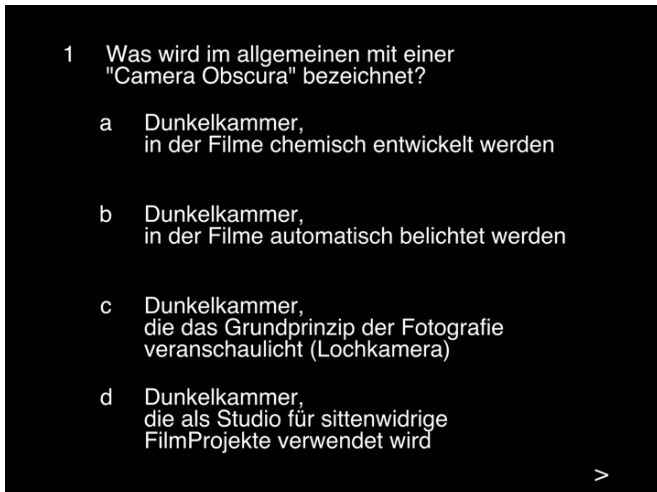 1 Was wird im allgemeinen mit einer
"Camera Obscura" bezeichnet?
a Dunkelkammer,
in der Filme chemisch entwickelt werden
b Dunkelkammer,
in der Filme automatisch belichtet werden
c Dunkelkammer,
die das Grundprinzip der Fotografie
veranschaulicht (Lochkamera)
d Dunkelkammer,
die als Studio für sittenwidrige
FilmProjekte verwendet wird
>